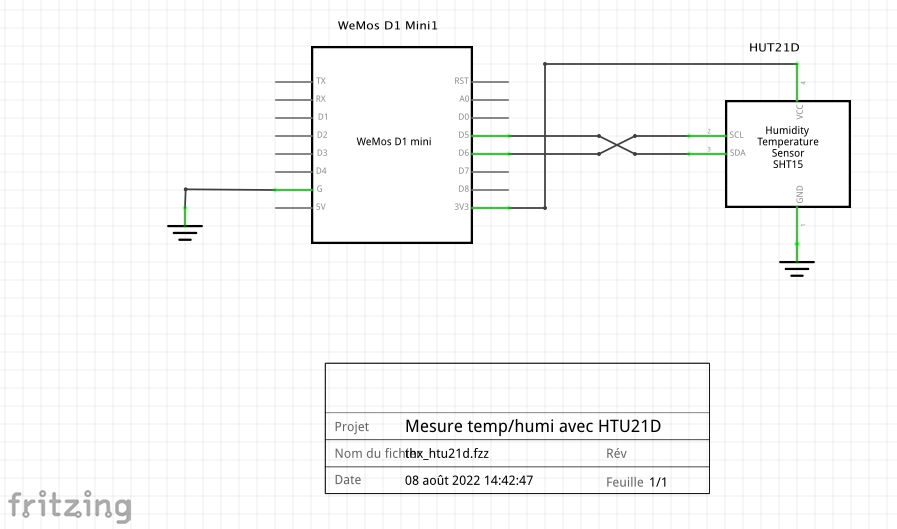 WeMos D1 Mini1
HUT21D
TX
RX
D1
D2
D3
D4
G
5V
WeMos D1 mini
RST
A0
D0
D5
D6
D7
D8
3V3
4
VCC
2
SCL
3
SDA
Humidity
Temperature
Sensor
SHT15
GND
1
Projet Mesure temp/humi avec HTU21D
Nom du fichier thx_htu21d.fzz Rév
Date 08 août 2022 14:42:47 Feuille 1/1
fritzing